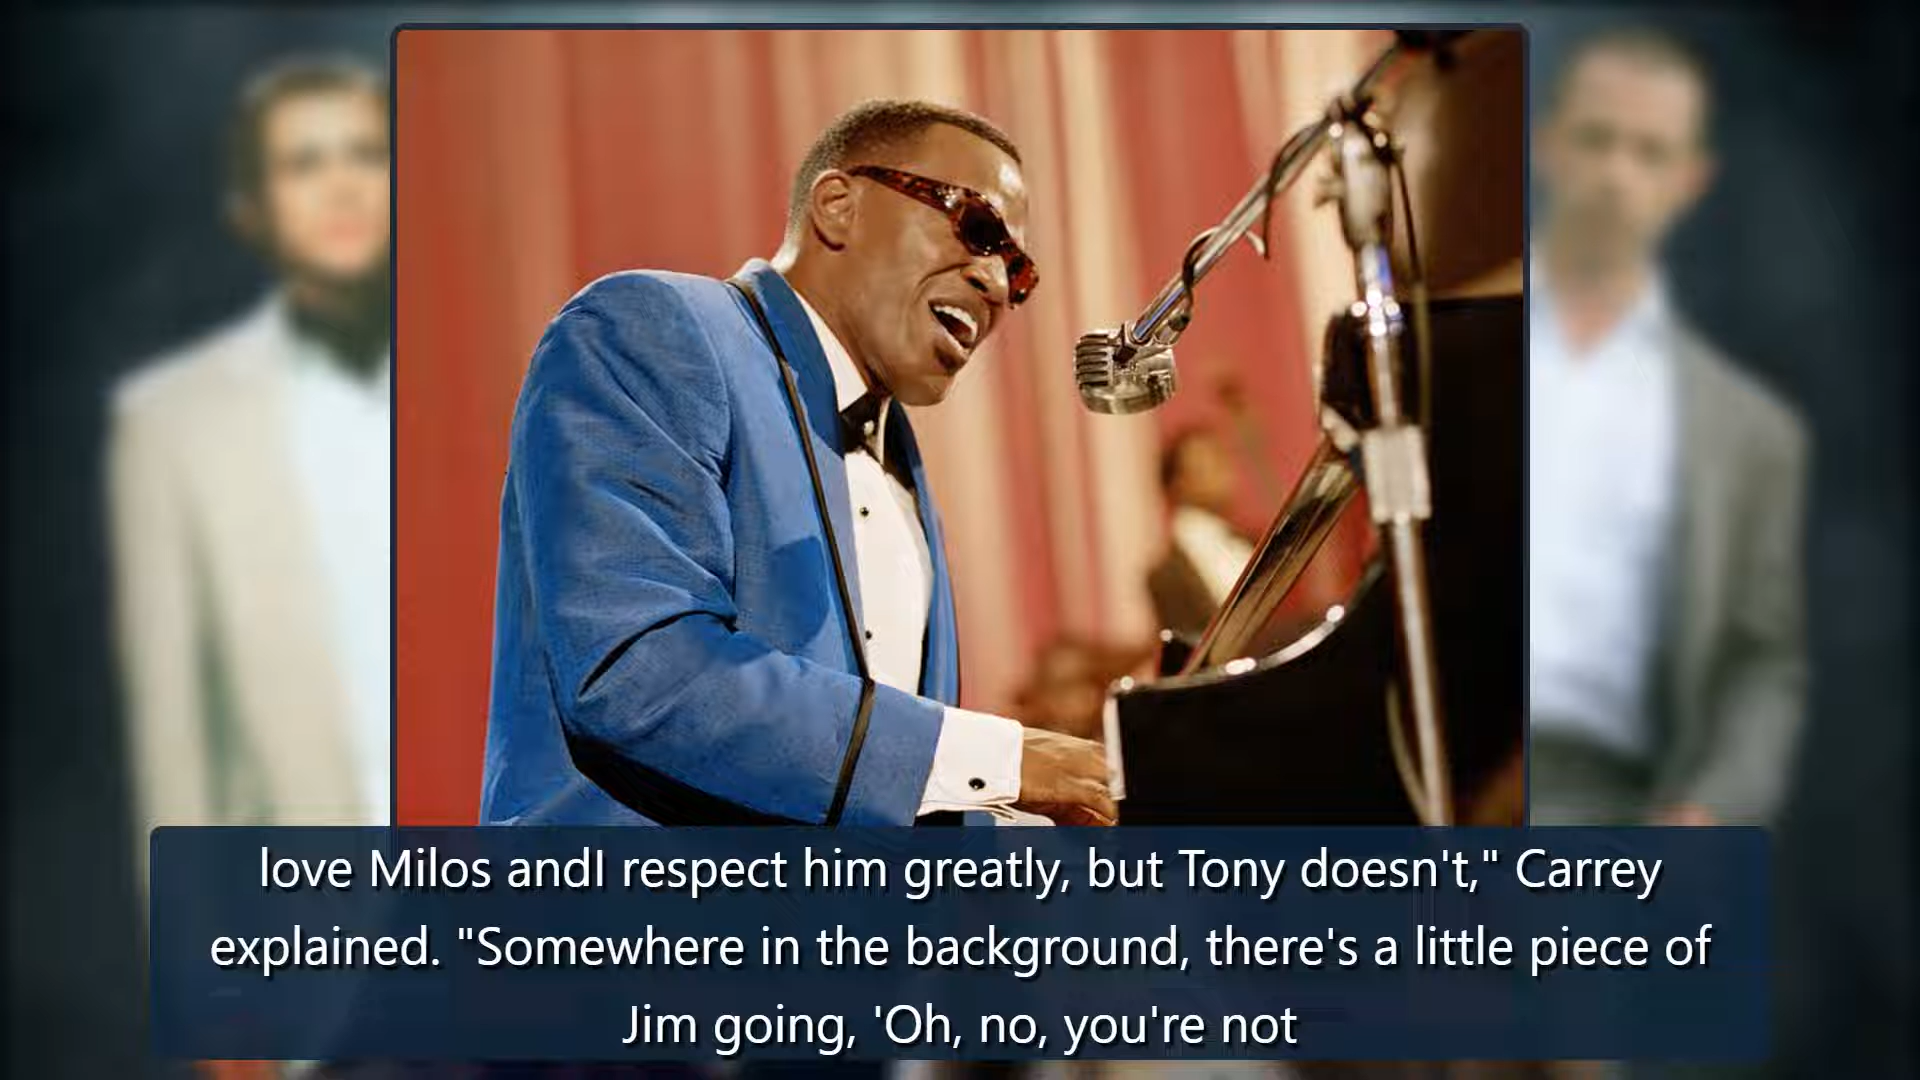 love Milos andI respect him greatly, but Tony doesn't," Carrey
explained. "Somewhere in the background, there's a little piece of
Jim going, 'Oh, no, you're not